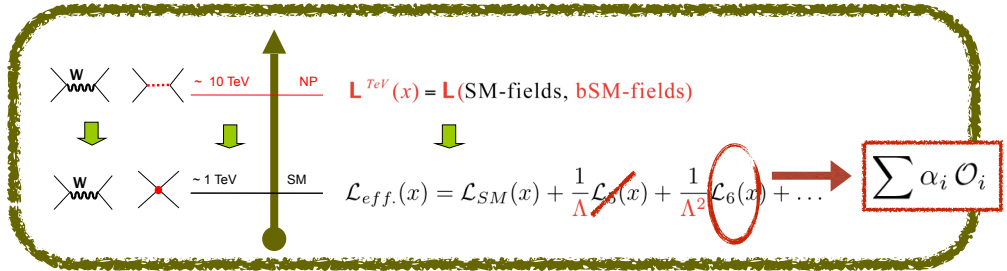 W
~ 10 TeV NP
L^{TeV}(x) = L(SM-fields, bSM-fields)
W
~ 1 TeV SM
\mathcal{L}_{eff.}(x) = \mathcal{L}_{SM}(x) + \frac{1}{\Lambda}\mathcal{L}_5(x) + \frac{1}{\Lambda^2}\mathcal{L}_6(x) + \ldots
\sum \alpha_i \mathcal{O}_i